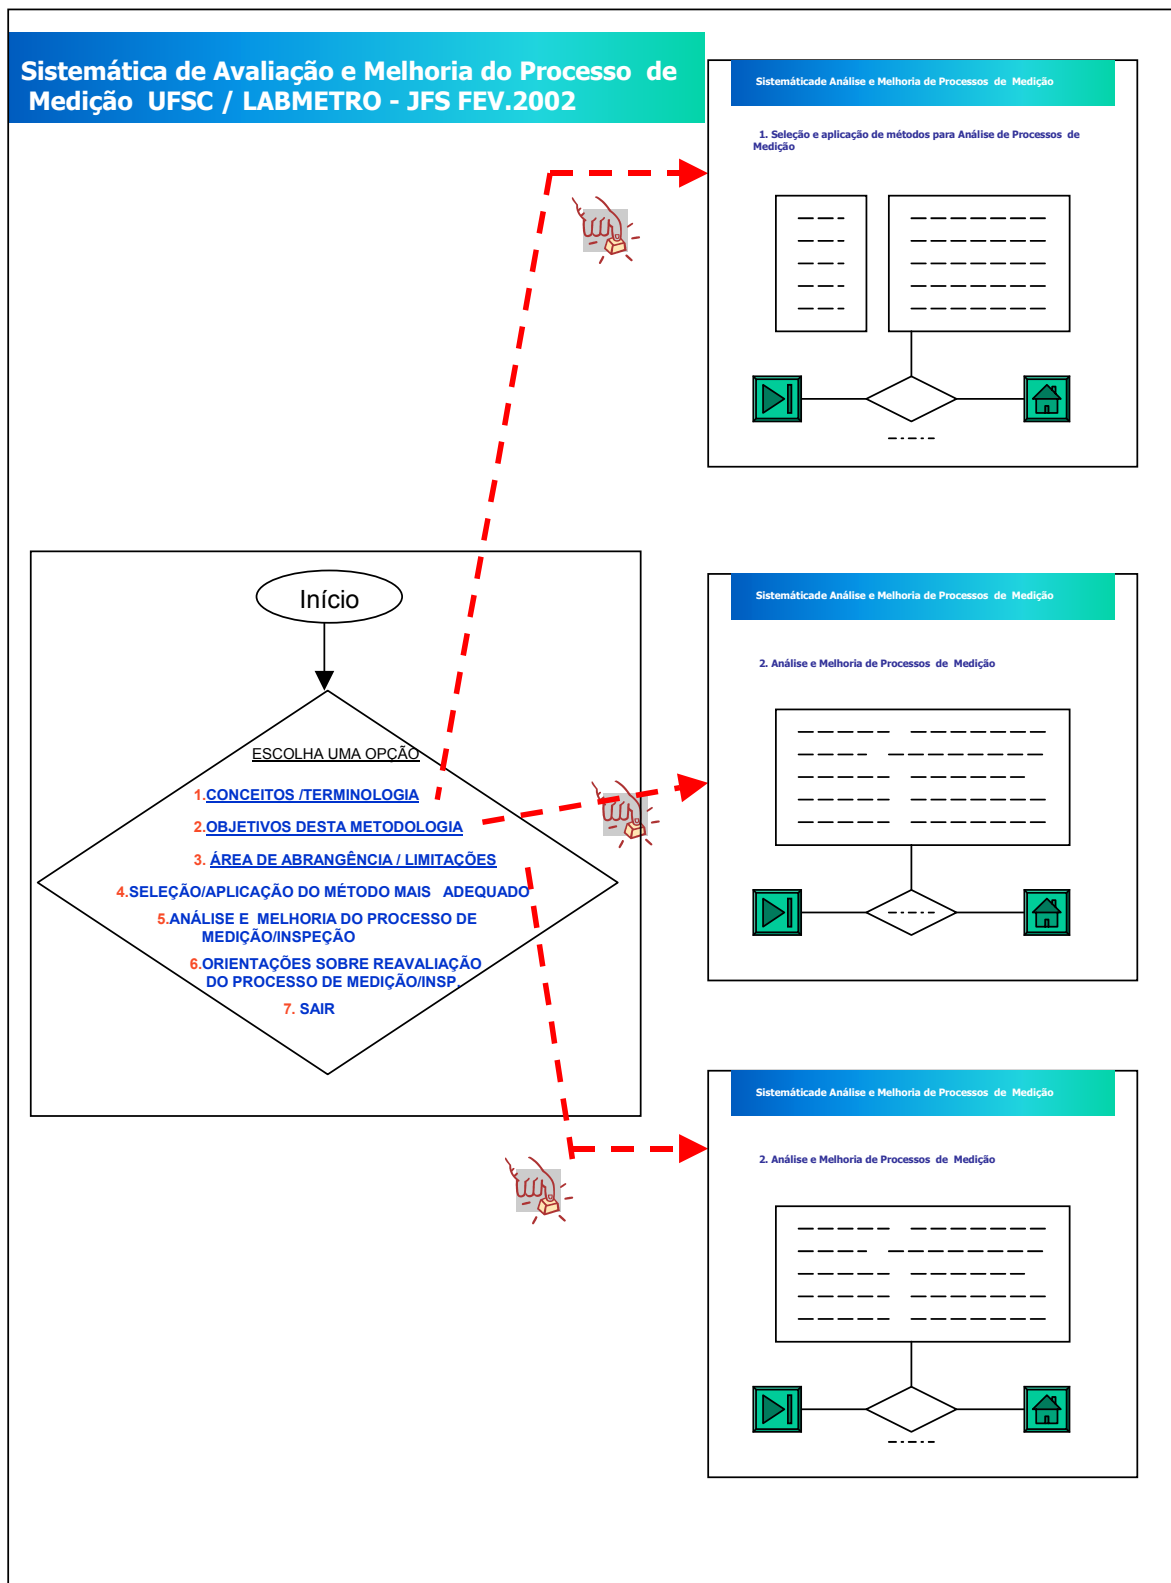 Sistemática de Avaliação e Melhoria do Processo de
Medição UFSC / LABMETRO - JFS FEV.2002
Sistemáticade Análise e Melhoria de Processos de Medição
1. Seleção e aplicação de métodos para Análise de Processos de
Medição
Início
ESCOLHA UMA OPÇÃO
1.CONCEITOS /TERMINOLOGIA
2.OBJETIVOS DESTA METODOLOGIA
3. ÁREA DE ABRANGÊNCIA / LIMITAÇÕES
4.SELEÇÃO/APLICAÇÃO DO MÉTODO MAIS ADEQUADO
5.ANÁLISE E MELHORIA DO PROCESSO DE
MEDIÇÃO/INSPEÇÃO
6.ORIENTAÇÕES SOBRE REAVALIAÇÃO
DO PROCESSO DE MEDIÇÃO/INSP.
7. SAIR
Sistemáticade Análise e Melhoria de Processos de Medição
2. Análise e Melhoria de Processos de Medição
Sistemáticade Análise e Melhoria de Processos de Medição
2. Análise e Melhoria de Processos de Medição